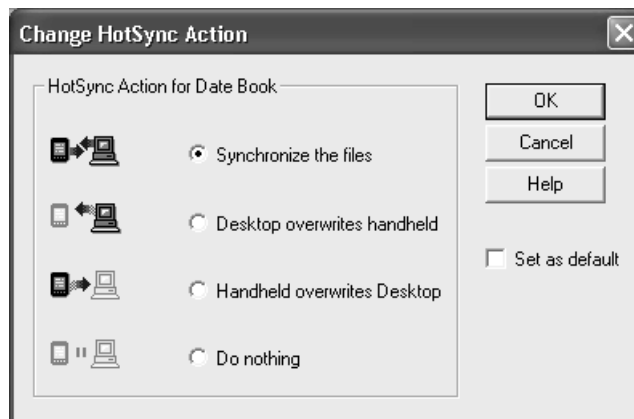 Change HotSync Action
HotSync Action for Date Book
Synchronize the files
Desktop overwrites handheld
Handheld overwrites Desktop
Do nothing
OK
Cancel
Help
Set as default